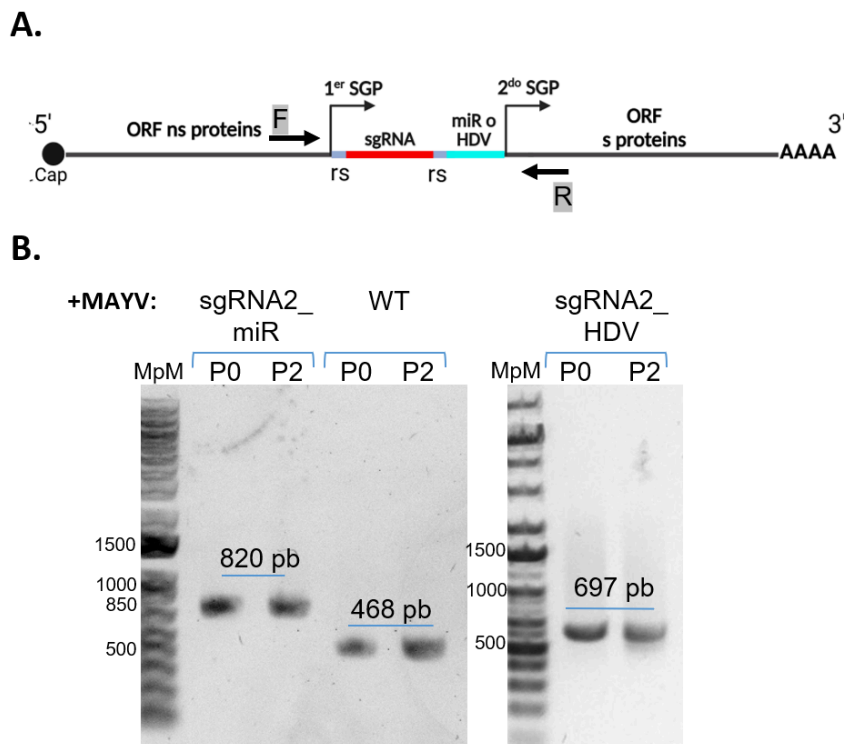 A.
1er SGP
2do SGP
F
5'
ORF ns proteins
miR o
HDV
ORF
s proteins
3'
sgRNA
AAAA
.Cap
rs
rs
R
B.
+MAYV:
sgRNA2_
miR
WT
sgRNA2_
HDV
MpM
P0
P2
P0
P2
MpM
P0
P2
1500
820 pb
1000
850
468 pb
500
1500
1000
697 pb
500